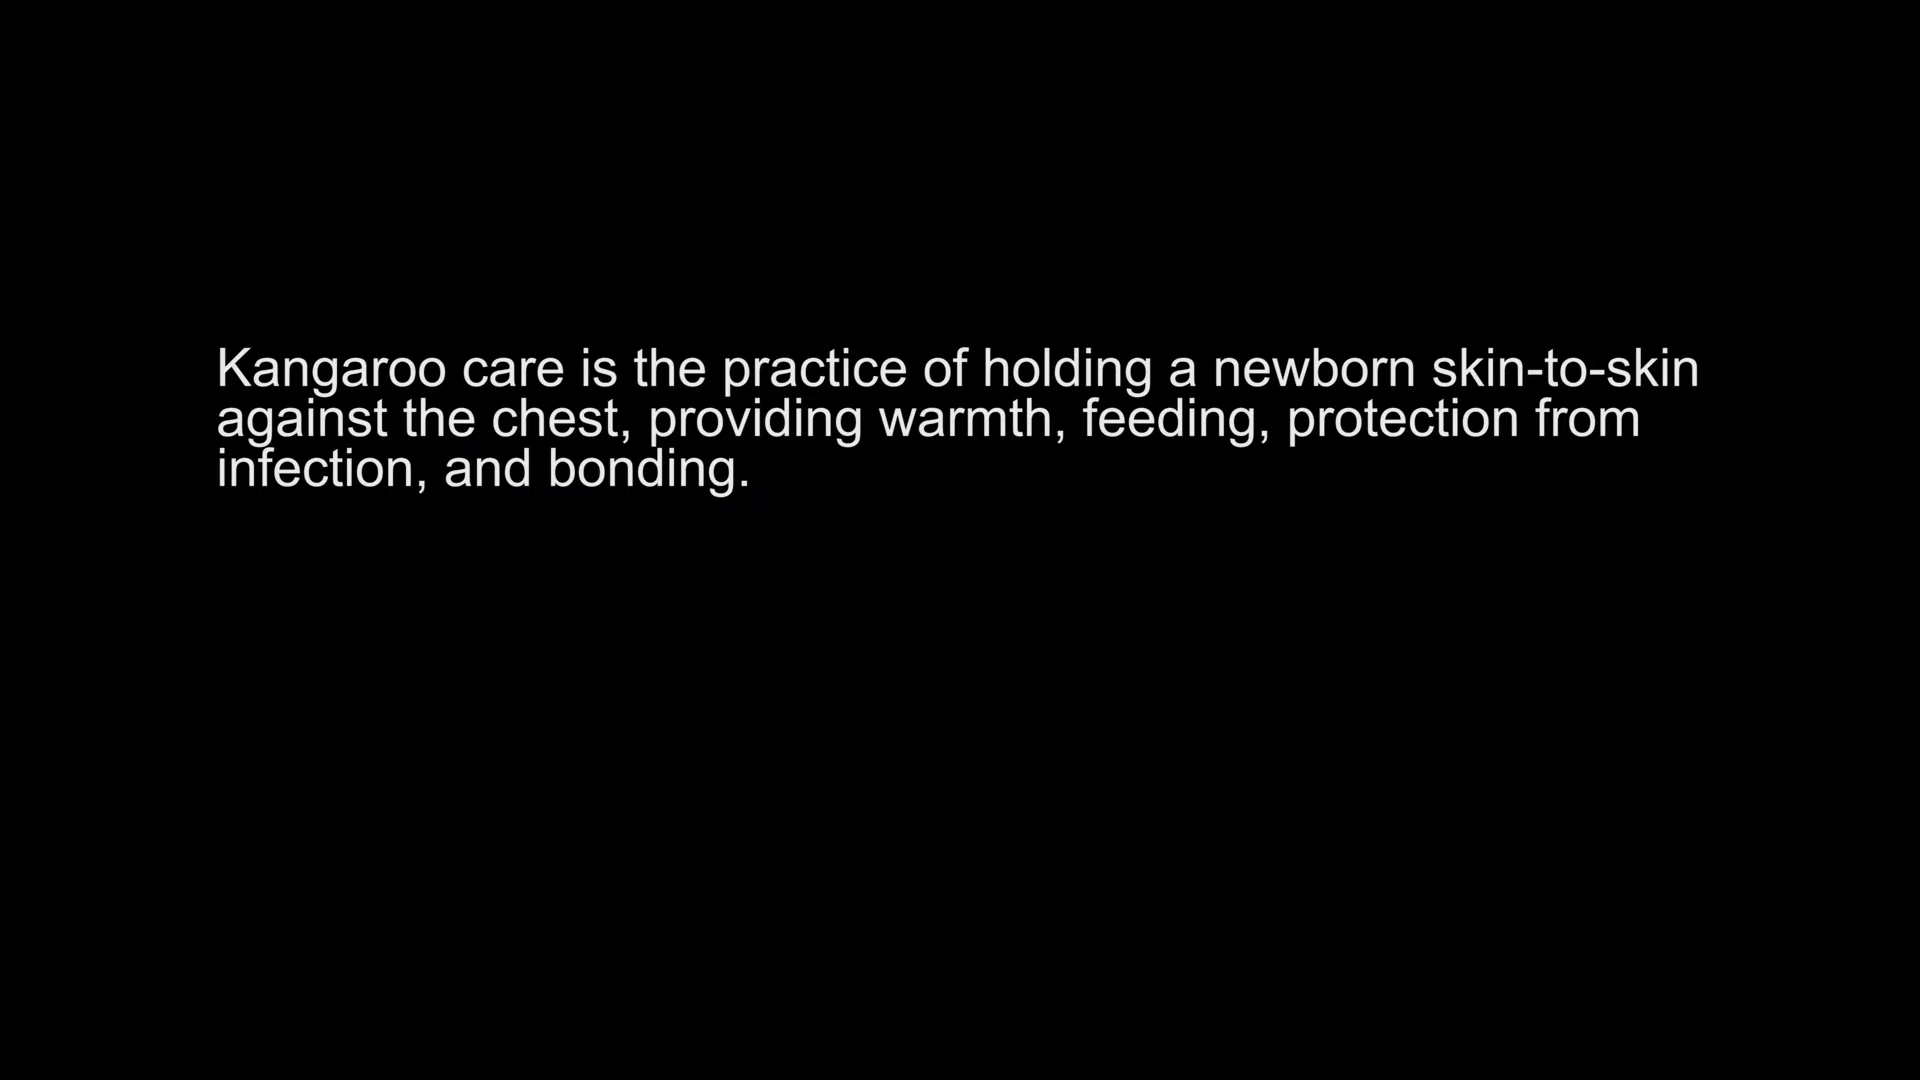 Kangaroo care is the practice of holding a newborn skin-to-skin
against the chest, providing warmth, feeding, protection from
infection, and bonding.